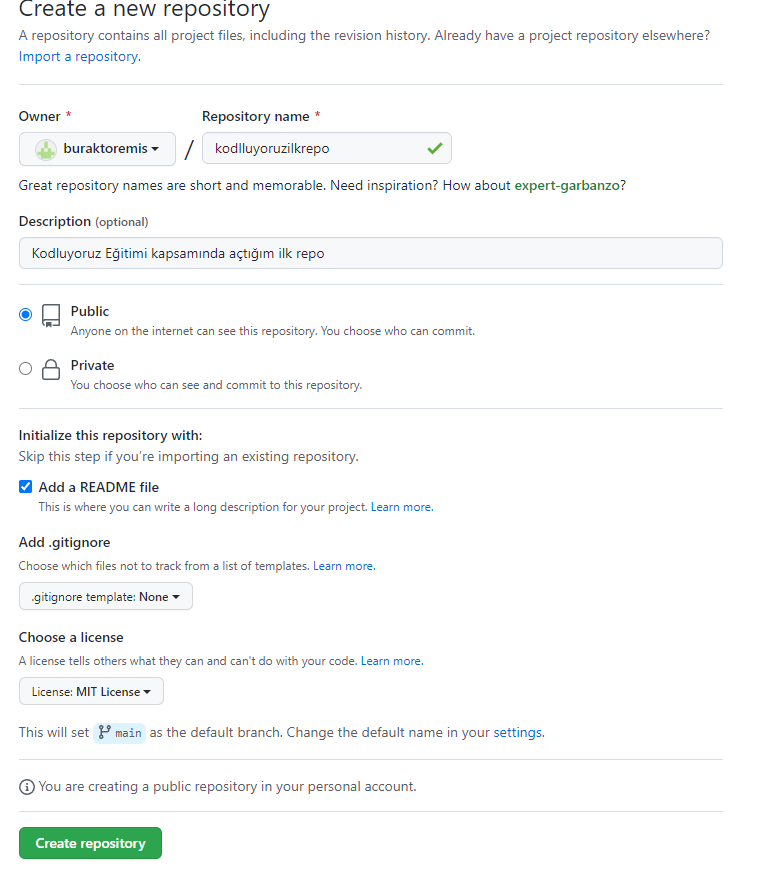 Create a new repository
A repository contains all project files, including the revision history. Already have a project repository elsewhere?
Import a repository.
Owner * Repository name *
buraktoremis / kodlluyoruzilkrepo
Great repository names are short and memorable. Need inspiration? How about expert-garbanzo?
Description (optional)
Kodluyoruz Eğitimi kapsamında açtığım ilk repo
Public
Anyone on the internet can see this repository. You choose who can commit.
Private
You choose who can see and commit to this repository.
Initialize this repository with:
Skip this step if you're importing an existing repository.
Add a README file
This is where you can write a long description for your project. Learn more.
Add .gitignore
Choose which files not to track from a list of templates. Learn more.
.gitignore template: None
Choose a license
A license tells others what they can and can't do with your code. Learn more.
License: MIT License
This will set main as the default branch. Change the default name in your settings.
You are creating a public repository in your personal account.
Create repository